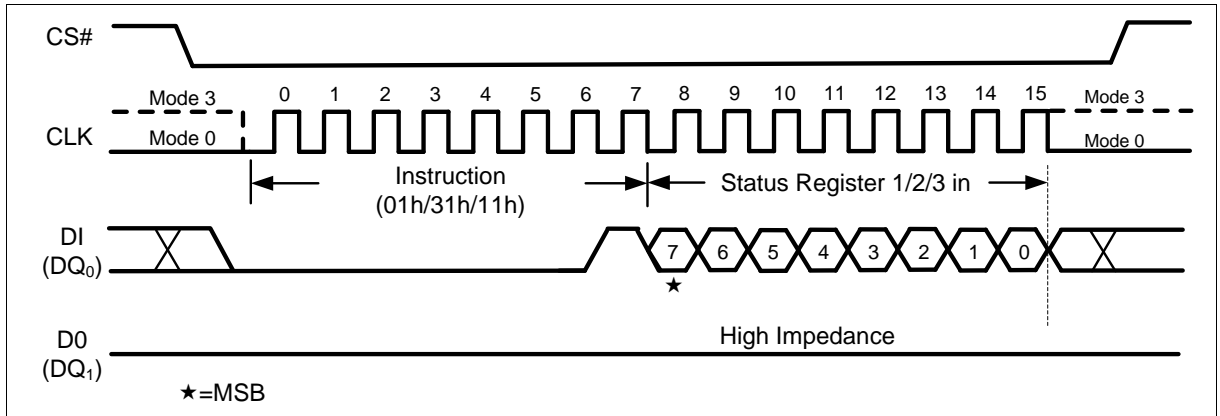 CS#
Mode 3 0 1 2 3 4 5 6 7 8 9 10 11 12 13 14 15 Mode 3
CLK
Mode 0 Mode 0
Instruction
(01h/31h/11h)
Status Register 1/2/3 in
DI
(DQ₀)
7 6 5 4 3 2 1 0
★
High Impedance
D0
(DQ₁)
★=MSB